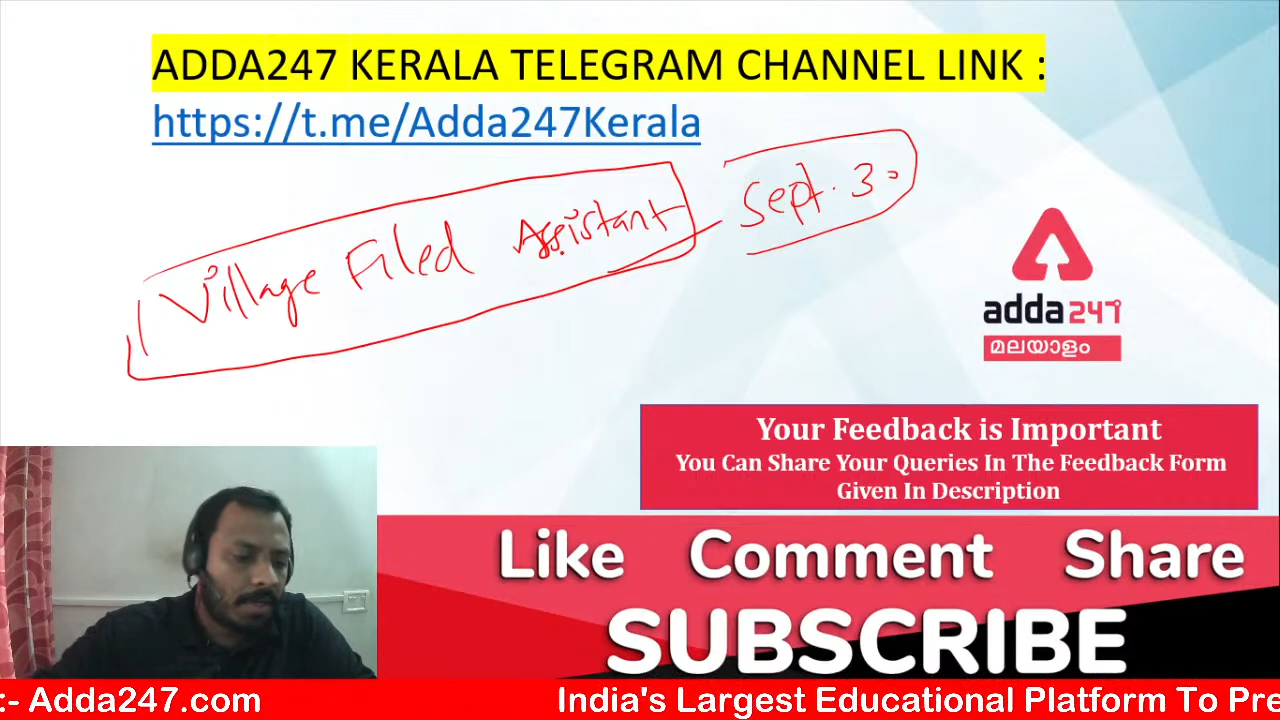 ADDA247 KERALA TELEGRAM CHANNEL LINK :
https://t.me/Adda247Kerala
Village Filed Assistant
Sept. 30
adda247
മലയാളം
Your Feedback is Important
You Can Share Your Queries In The Feedback Form
Given In Description
Like Comment Share
SUBSCRIBE
:- Adda247.com India's Largest Educational Platform To Pre